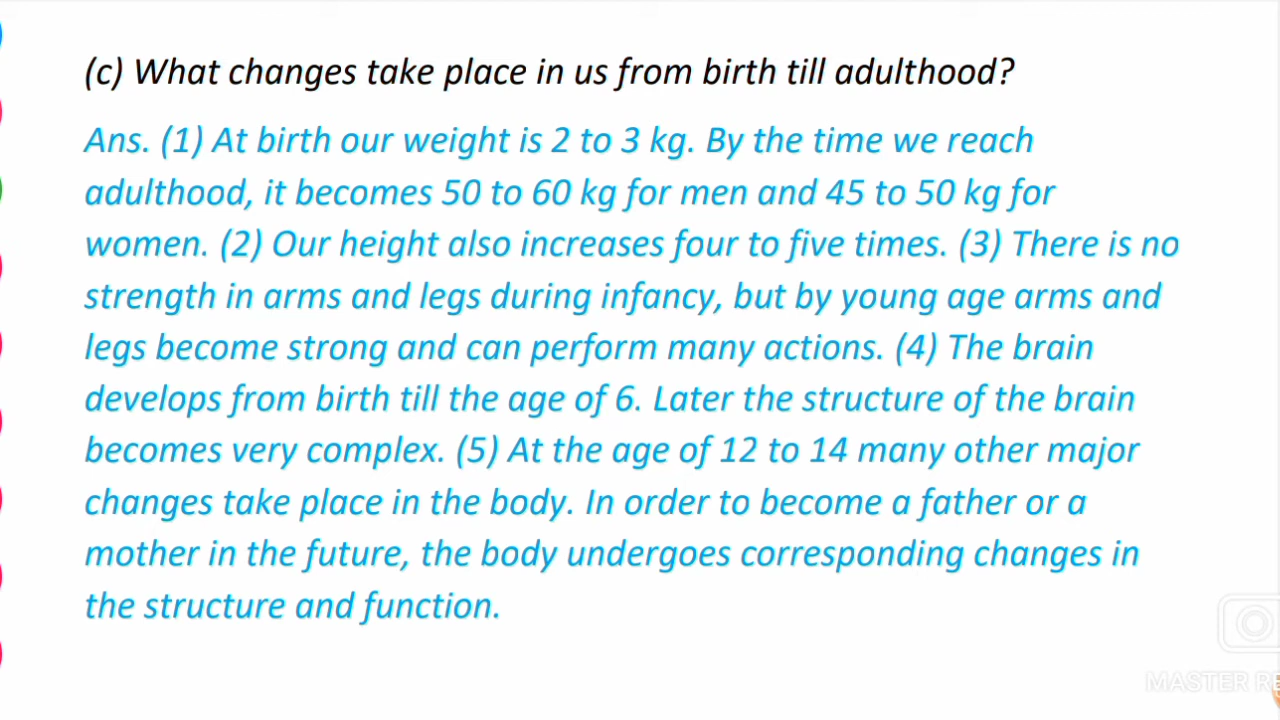 (c) What changes take place in us from birth till adulthood?
Ans. (1) At birth our weight is 2 to 3 kg. By the time we reach
adulthood, it becomes 50 to 60 kg for men and 45 to 50 kg for
women. (2) Our height also increases four to five times. (3) There is no
strength in arms and legs during infancy, but by young age arms and
legs become strong and can perform many actions. (4) The brain
develops from birth till the age of 6. Later the structure of the brain
becomes very complex. (5) At the age of 12 to 14 many other major
changes take place in the body. In order to become a father or a
mother in the future, the body undergoes corresponding changes in
the structure and function.
MASTER